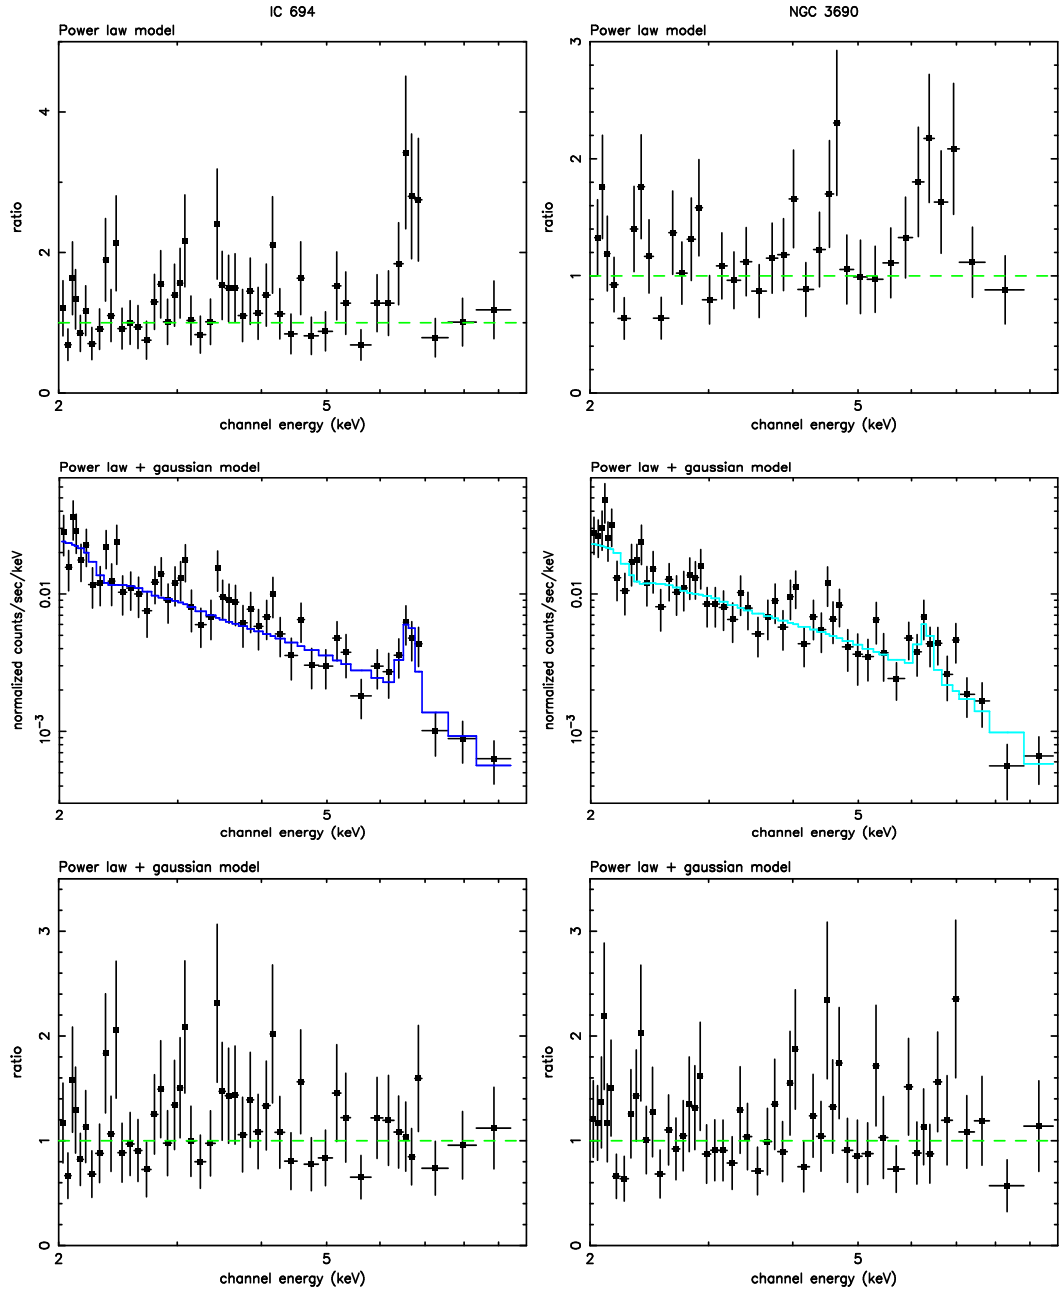 IC 694
NGC 3690
Power law model
Power law model
ratio
0
2
4
2
5
channel energy (keV)
ratio
0
1
2
3
2
5
channel energy (keV)
Power law + gaussian model
Power law + gaussian model
normalized counts/sec/keV
10⁻³
0.01
2
5
channel energy (keV)
normalized counts/sec/keV
10⁻³
0.01
2
5
channel energy (keV)
Power law + gaussian model
Power law + gaussian model
ratio
0
1
2
3
2
5
channel energy (keV)
ratio
0
1
2
3
2
5
channel energy (keV)